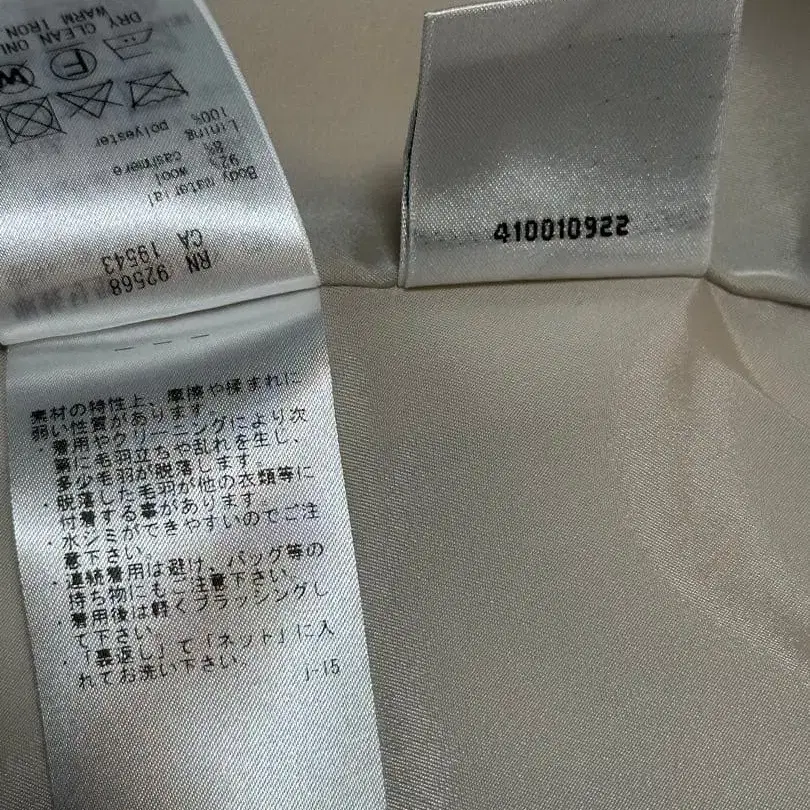 DRY CLEAN ONLY
WARM IRON
F
W
Body material
92% wool
8% cashmere
Lining
100% polyester
RN 92568
CA 19543
410010922
素材の特性上、摩擦や揉まれに
弱い性質があります。
・着用やクリーニングにより次
第に毛羽立ちや乱れを生し、
多少毛羽が脱落します
・脱落した毛羽が他の衣類等に
付着する事があります
・水ジミができやすいのでご注
意下さい。
・連続着用は避け、バッグ等の
持ち物にもご注意下さい。
・着用後は軽くブラッシングし
て下さい。
・「裏返し」て「ネット」に入
れてお洗い下さい。
j-15